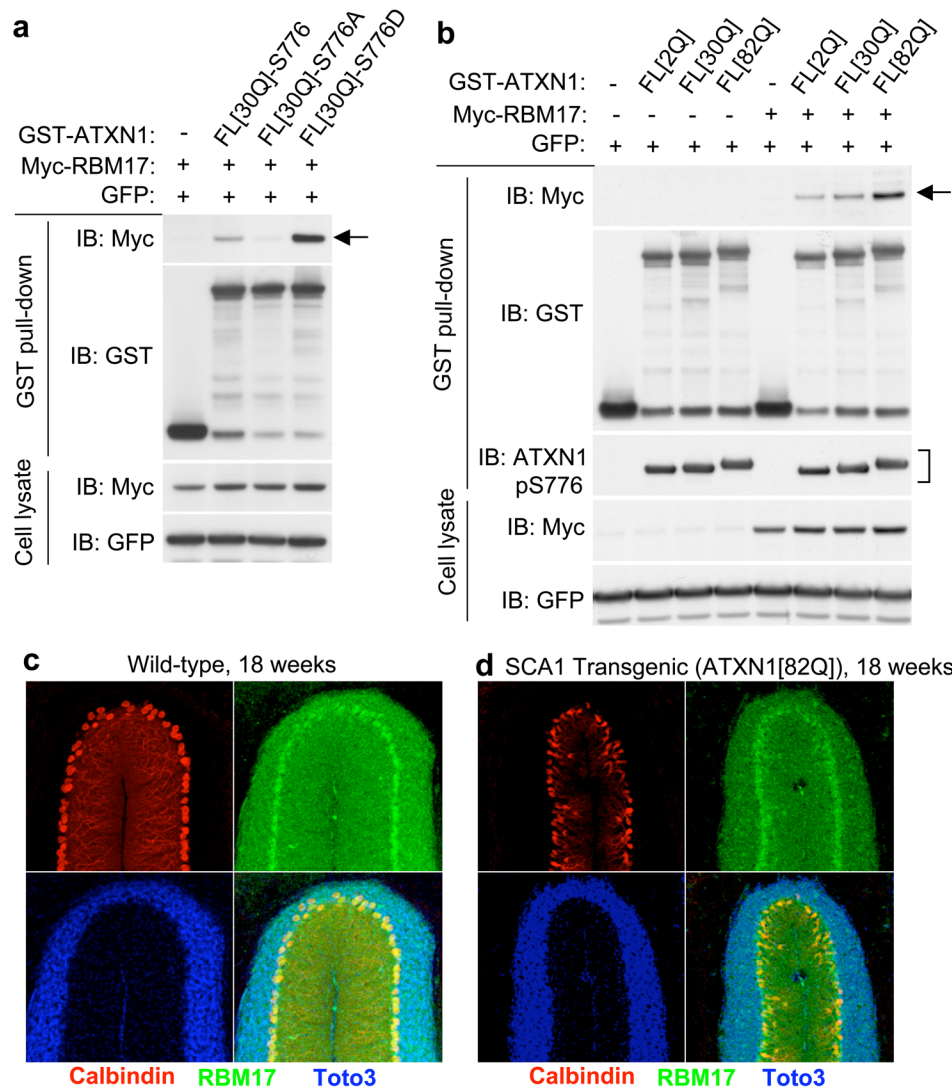 a
FL[30Q]-S776
FL[30Q]-S776A
FL[30Q]-S776D
GST-ATXN1: -
Myc-RBM17: + + + +
GFP: + + + +
GST pull-down
IB: Myc
IB: GST
Cell lysate
IB: Myc
IB: GFP
b
FL[2Q] FL[30Q] FL[82Q] FL[2Q] FL[30Q] FL[82Q]
GST-ATXN1: - -
Myc-RBM17: - - - - + + + +
GFP: + + + + + + + +
GST pull-down
IB: Myc
IB: GST
IB: ATXN1
pS776
Cell lysate
IB: Myc
IB: GFP
c Wild-type, 18 weeks
Calbindin RBM17 Toto3
d SCA1 Transgenic (ATXN1[82Q]), 18 weeks
Calbindin RBM17 Toto3